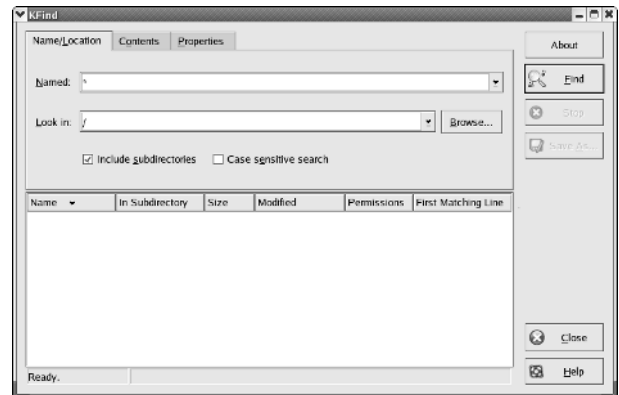 KFind
Name/Location Contents Properties
Named: *
Look in: /
Browse...
Include subdirectories Case sensitive search
Name In Subdirectory Size Modified Permissions First Matching Line
Ready.
About
Find
Stop
Save As...
Close
Help